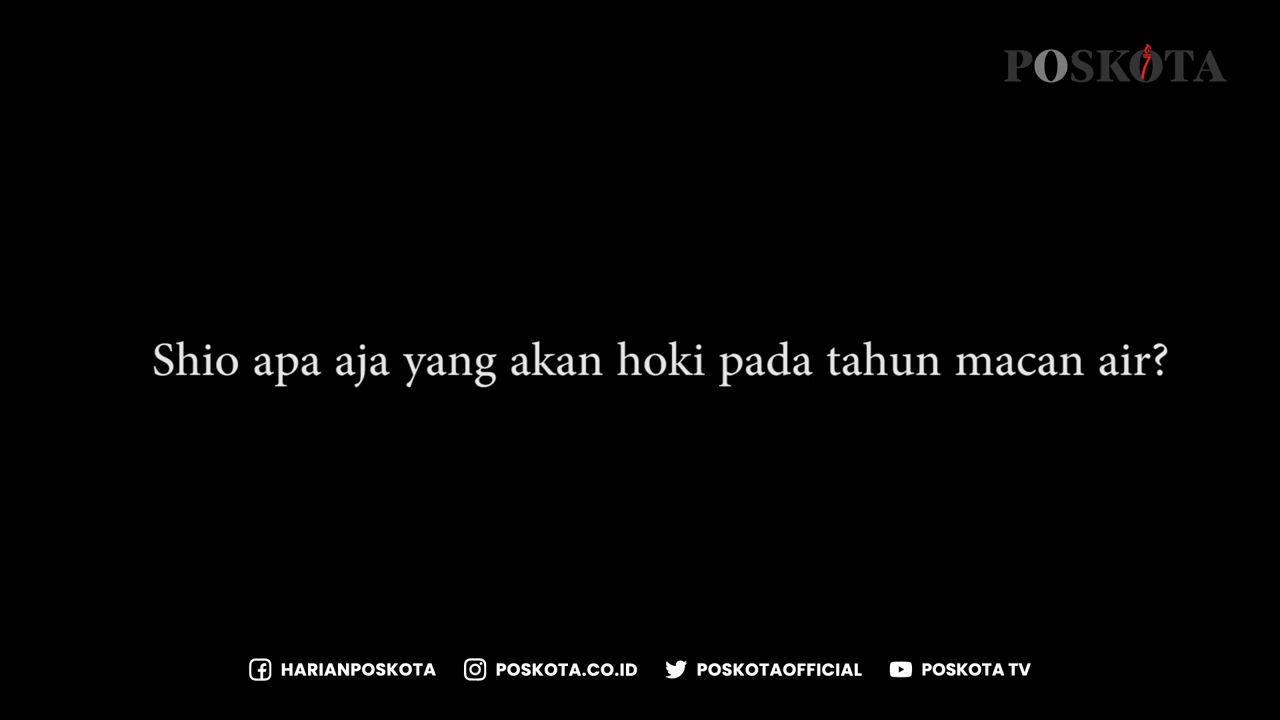 POSKOTA
Shio apa aja yang akan hoki pada tahun macan air?
HARIANPOSKOTA POSKOTA.CO.ID POSKOTAOFFICIAL POSKOTA TV